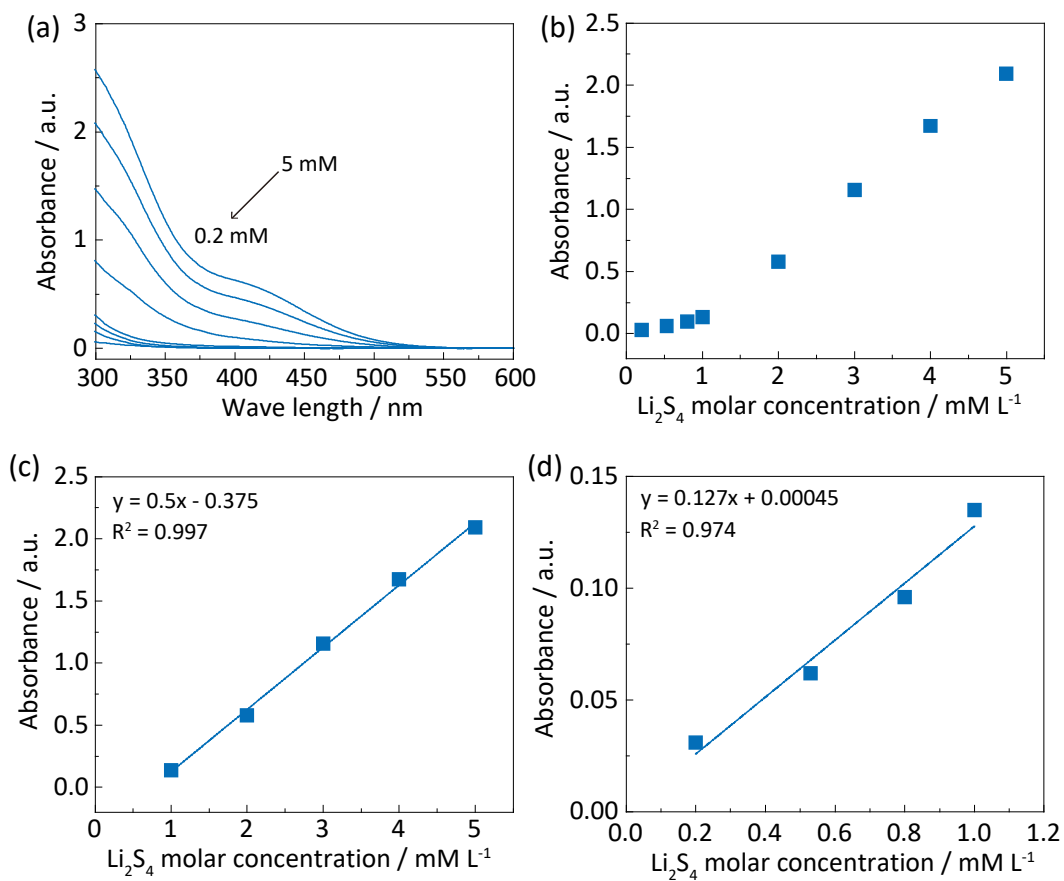 (a)
Absorbance / a.u.
3
2
1
0
5 mM
0.2 mM
300 350 400 450 500 550 600
Wave length / nm
(b)
Absorbance / a.u.
2.5
2.0
1.5
1.0
0.5
0.0
0 1 2 3 4 5
Li₂S₄ molar concentration / mM L⁻¹
(c)
Absorbance / a.u.
y = 0.5x - 0.375
R² = 0.997
2.5
2.0
1.5
1.0
0.5
0.0
0 1 2 3 4 5
Li₂S₄ molar concentration / mM L⁻¹
(d)
Absorbance / a.u.
y = 0.127x + 0.00045
R² = 0.974
0.15
0.10
0.05
0.00
0.0 0.2 0.4 0.6 0.8 1.0 1.2
Li₂S₄ molar concentration / mM L⁻¹